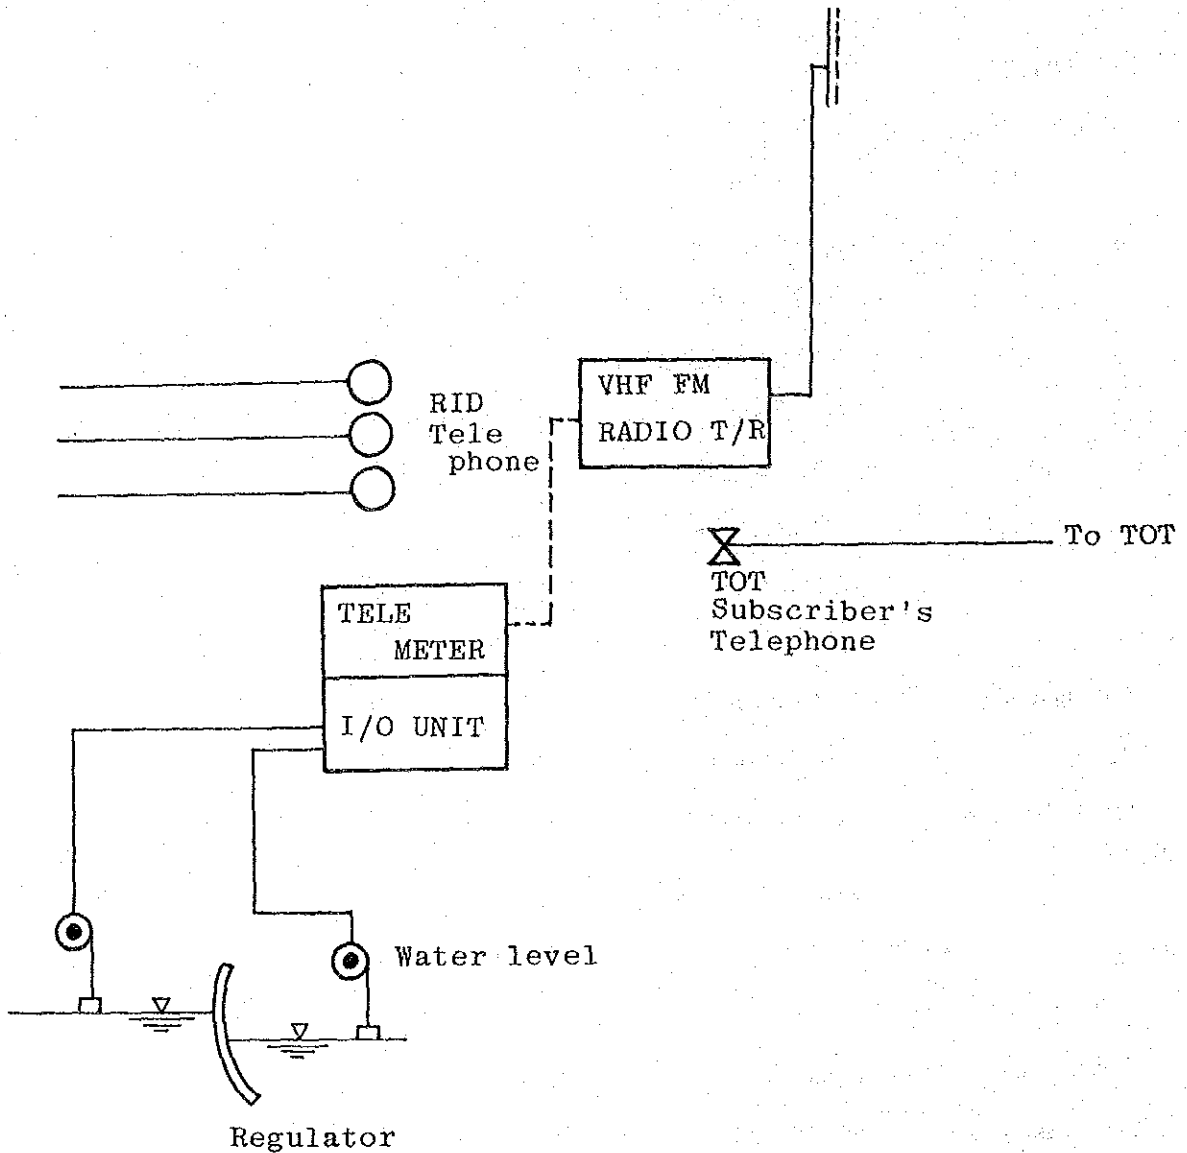 VHF FM
RADIO T/R
RID
Tele
phone
To TOT
TOT
Subscriber's
Telephone
TELE
METER
I/O UNIT
Water level
Regulator